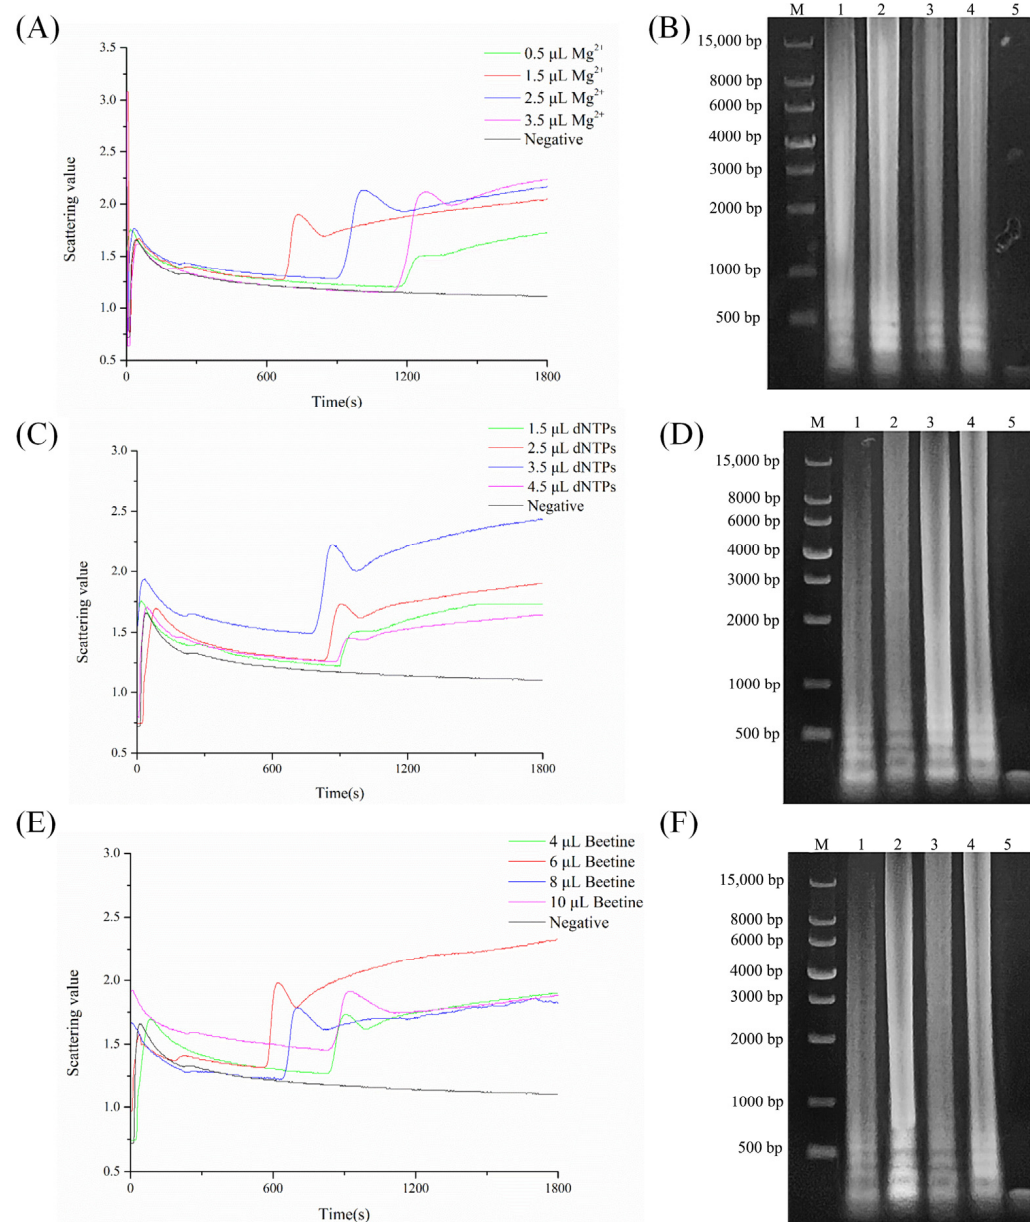 (A)
3.5
3.0
2.5
2.0
1.5
1.0
0.5
Scattering value
0.5 μL Mg²⁺
1.5 μL Mg²⁺
2.5 μL Mg²⁺
3.5 μL Mg²⁺
Negative
0 600 1200 1800
Time(s)
(B)
M 1 2 3 4 5
15,000 bp
8000 bp
6000 bp
4000 bp
3000 bp
2000 bp
1000 bp
500 bp
(C)
3.0
2.5
2.0
1.5
1.0
0.5
Scattering value
1.5 μL dNTPs
2.5 μL dNTPs
3.5 μL dNTPs
4.5 μL dNTPs
Negative
0 600 1200 1800
Time(s)
(D)
M 1 2 3 4 5
15,000 bp
8000 bp
6000 bp
4000 bp
3000 bp
2000 bp
1000 bp
500 bp
(E)
3.0
2.5
2.0
1.5
1.0
0.5
Scattering value
4 μL Beetine
6 μL Beetine
8 μL Beetine
10 μL Beetine
Negative
0 600 1200 1800
Time(s)
(F)
M 1 2 3 4 5
15,000 bp
8000 bp
6000 bp
4000 bp
3000 bp
2000 bp
1000 bp
500 bp